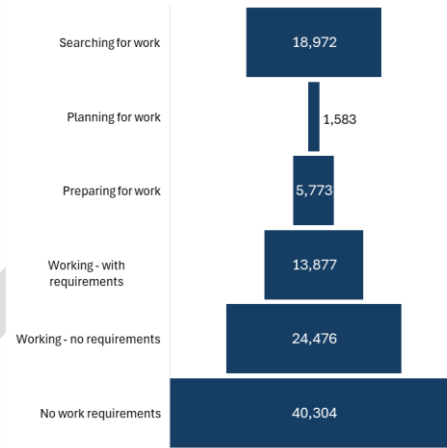 Searching for work
18,972
Planning for work
1,583
Preparing for work
5,773
Working - with
requirements
13,877
Working - no requirements
24,476
No work requirements
40,304